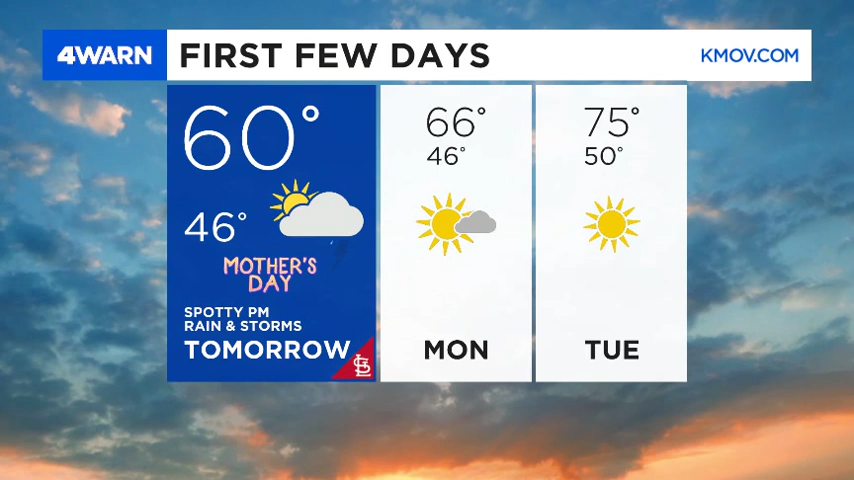 4WARN FIRST FEW DAYS KMOV.COM
60°
46°
MOTHER'S
DAY
SPOTTY PM
RAIN & STORMS
TOMORROW
STL
66°
46°
MON
75°
50°
TUE